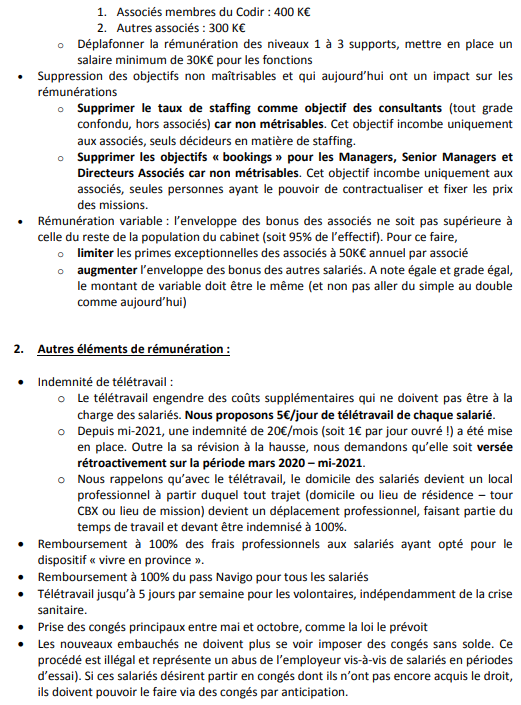 1. Associés membres du Codir : 400 K€
2. Autres associés : 300 K€
o Déplafonner la rémunération des niveaux 1 à 3 supports, mettre en place un
salaire minimum de 30K€ pour les fonctions
• Suppression des objectifs non maîtrisables et qui aujourd'hui ont un impact sur les
rémunérations
o Supprimer le taux de staffing comme objectif des consultants (tout grade
confondu, hors associés) car non métrisables. Cet objectif incombe uniquement
aux associés, seuls décideurs en matière de staffing.
o Supprimer les objectifs « bookings » pour les Managers, Senior Managers et
Directeurs Associés car non métrisables. Cet objectif incombe uniquement aux
associés, seules personnes ayant le pouvoir de contractualiser et fixer les prix
des missions.
• Rémunération variable : l'enveloppe des bonus des associés ne soit pas supérieure à
celle du reste de la population du cabinet (soit 95% de l'effectif). Pour ce faire,
o limiter les primes exceptionnelles des associés à 50K€ annuel par associé
o augmenter l'enveloppe des bonus des autres salariés. A note égale et grade égal,
le montant de variable doit être le même (et non pas aller du simple au double
comme aujourd'hui)
2. Autres éléments de rémunération :
• Indemnité de télétravail :
o Le télétravail engendre des coûts supplémentaires qui ne doivent pas être à la
charge des salariés. Nous proposons 5€/jour de télétravail de chaque salarié.
o Depuis mi-2021, une indemnité de 20€/mois (soit 1€ par jour ouvré !) a été mise
en place. Outre la sa révision à la hausse, nous demandons qu'elle soit versée
rétroactivement sur la période mars 2020 – mi-2021.
o Nous rappelons qu'avec le télétravail, le domicile des salariés devient un local
professionnel à partir duquel tout trajet (domicile ou lieu de résidence – tour
CBX ou lieu de mission) devient un déplacement professionnel, faisant partie du
temps de travail et devant être indemnisé à 100%.
• Remboursement à 100% des frais professionnels aux salariés ayant opté pour le
dispositif « vivre en province ».
• Remboursement à 100% du pass Navigo pour tous les salariés
• Télétravail jusqu'à 5 jours par semaine pour les volontaires, indépendamment de la crise
sanitaire.
• Prise des congés principaux entre mai et octobre, comme la loi le prévoit
• Les nouveaux embauchés ne doivent plus se voir imposer des congés sans solde. Ce
procédé est illégal et représente un abus de l'employeur vis-à-vis de salariés en périodes
d'essai). Si ces salariés désirent partir en congés dont ils n'ont pas encore acquis le droit,
ils doivent pouvoir le faire via des congés par anticipation.